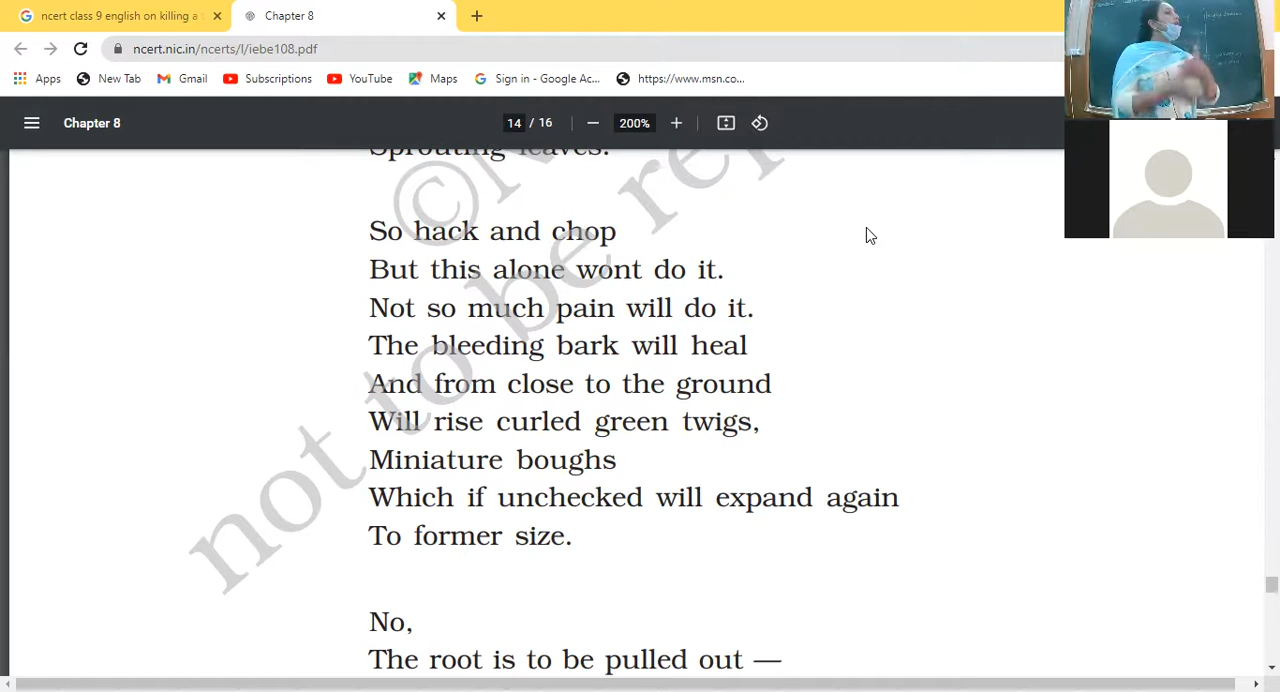 ncert class 9 english on killing a
Chapter 8
ncert.nic.in/ncerts/l/iebe108.pdf
Apps
New Tab
Gmail
Subscriptions
YouTube
Maps
Sign in - Google Ac...
https://www.msn.co...
Chapter 8
14 / 16
200%
Sprouting leaves.
So hack and chop
But this alone wont do it.
Not so much pain will do it.
The bleeding bark will heal
And from close to the ground
Will rise curled green twigs,
Miniature boughs
Which if unchecked will expand again
To former size.
No,
The root is to be pulled out —
©N
not to be rep